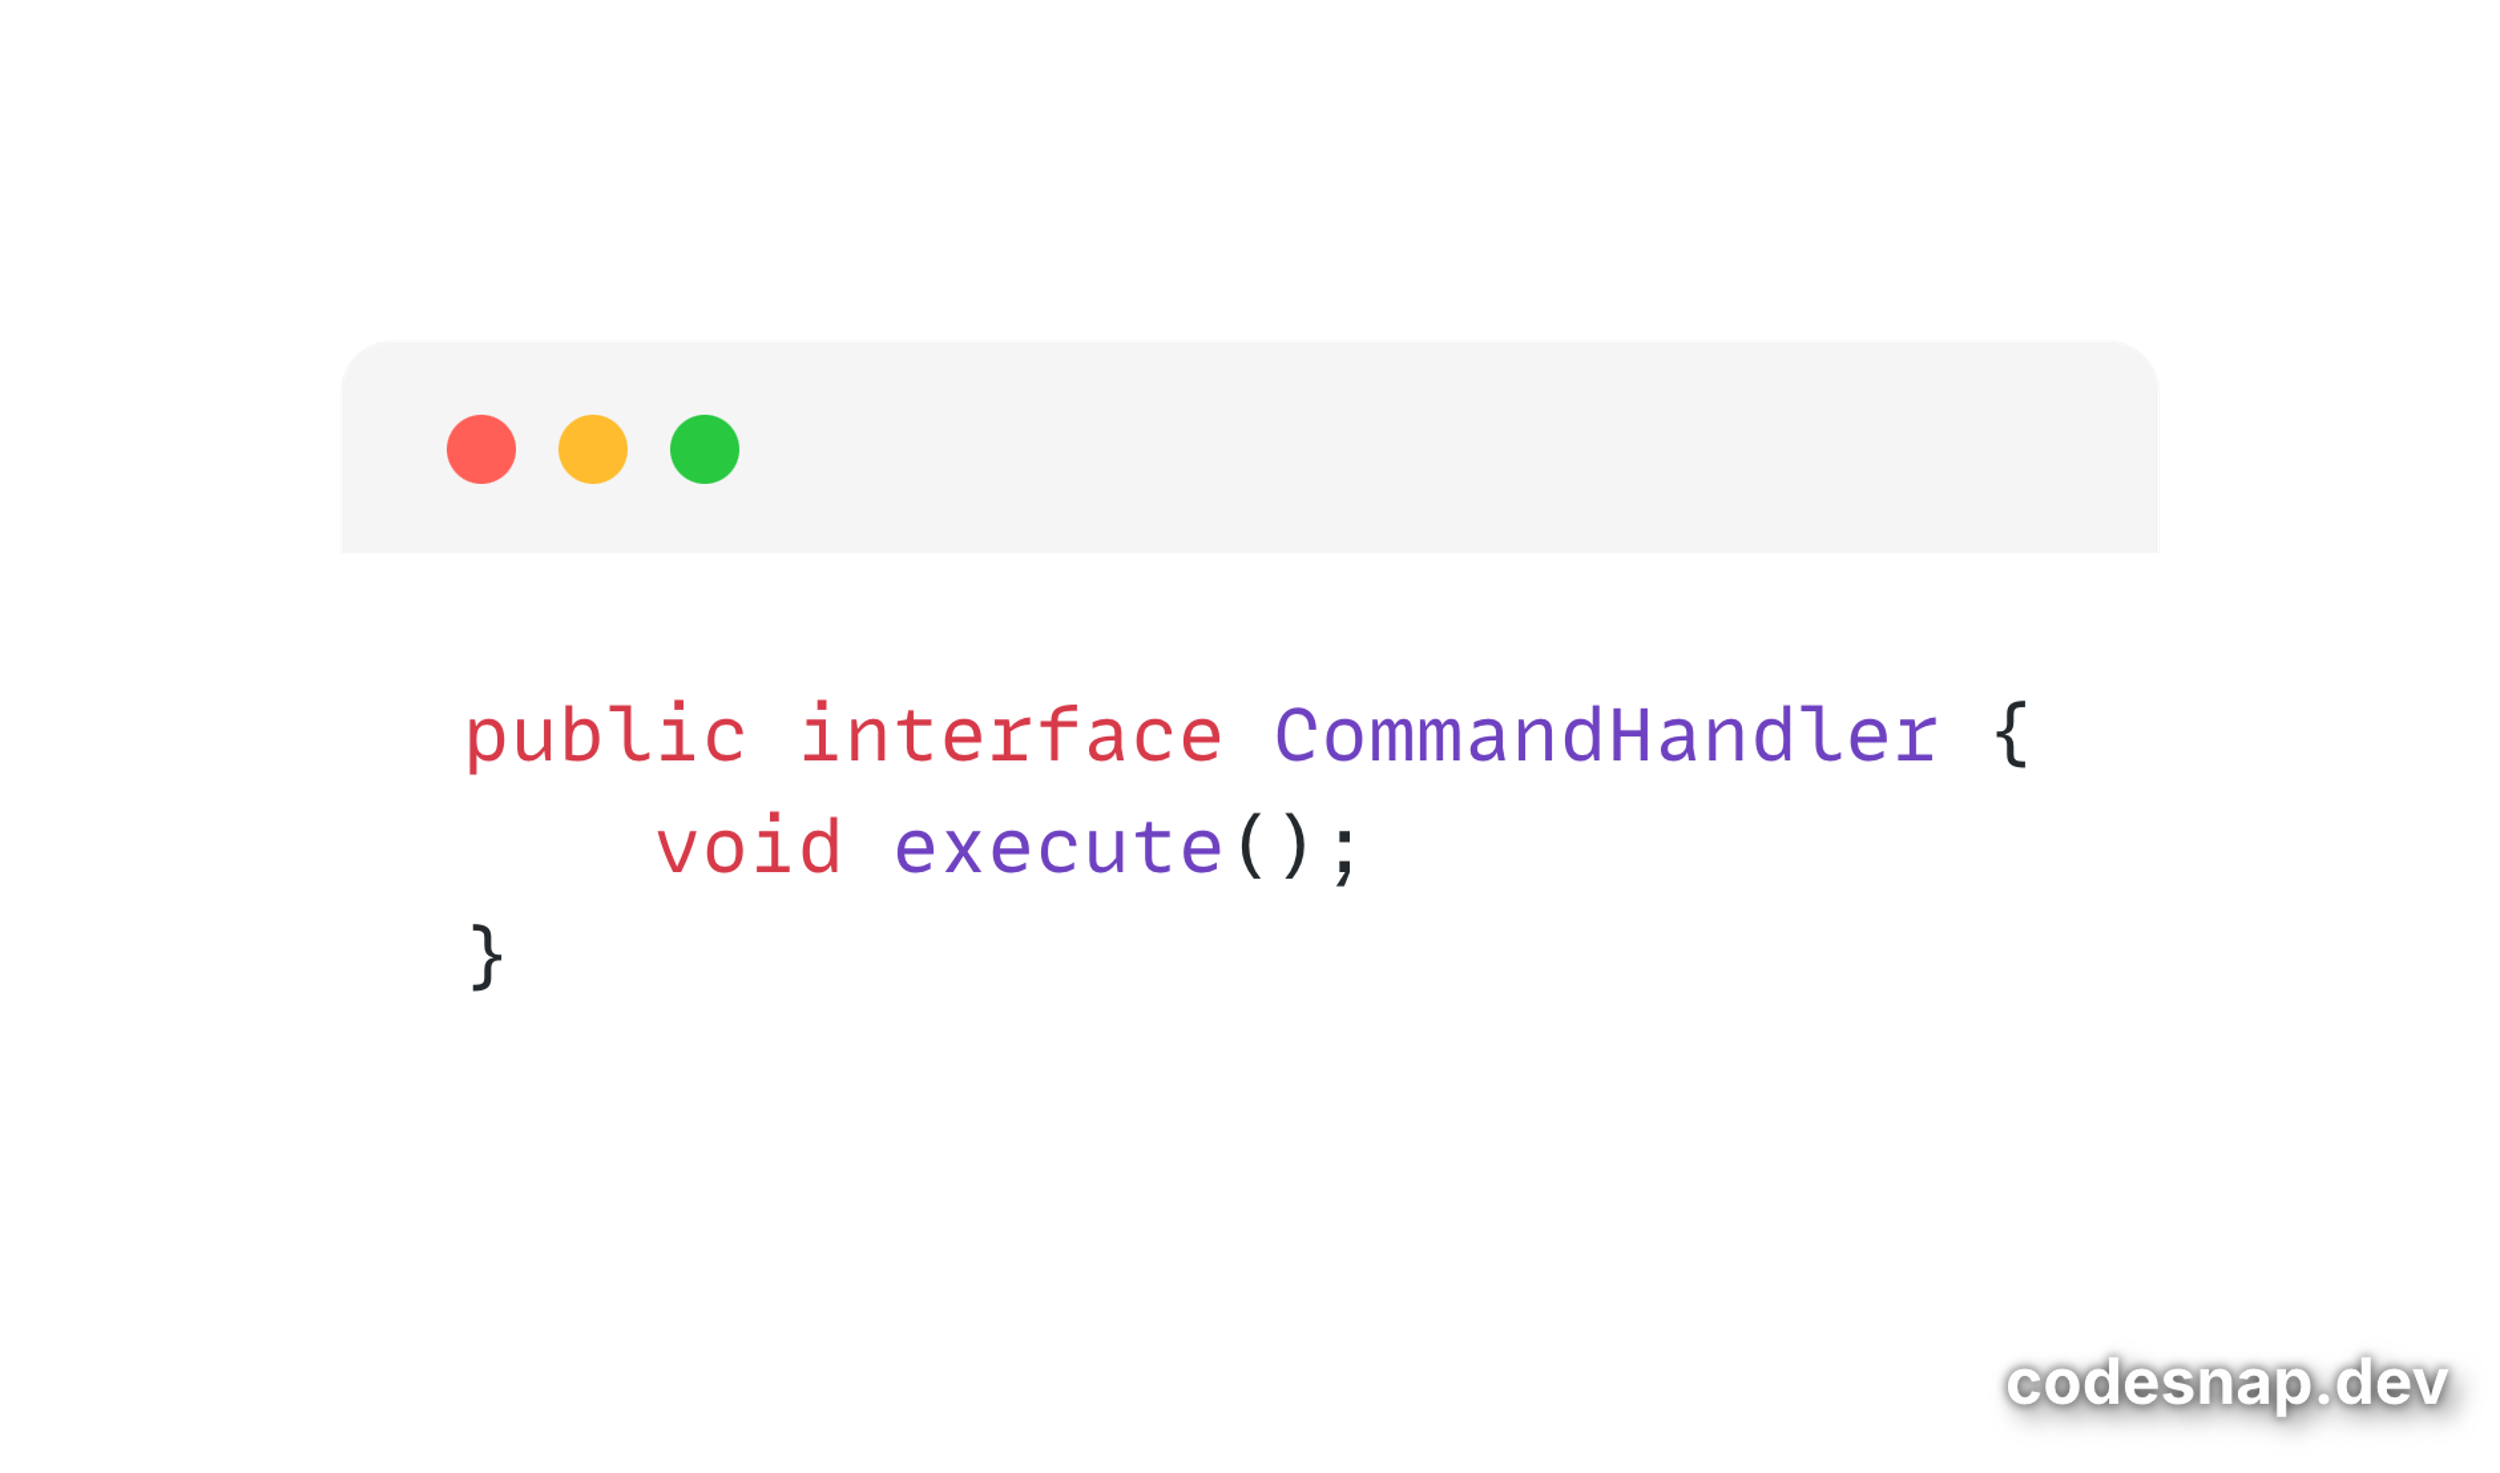 public interface CommandHandler {
    void execute();
}
codesnap.dev